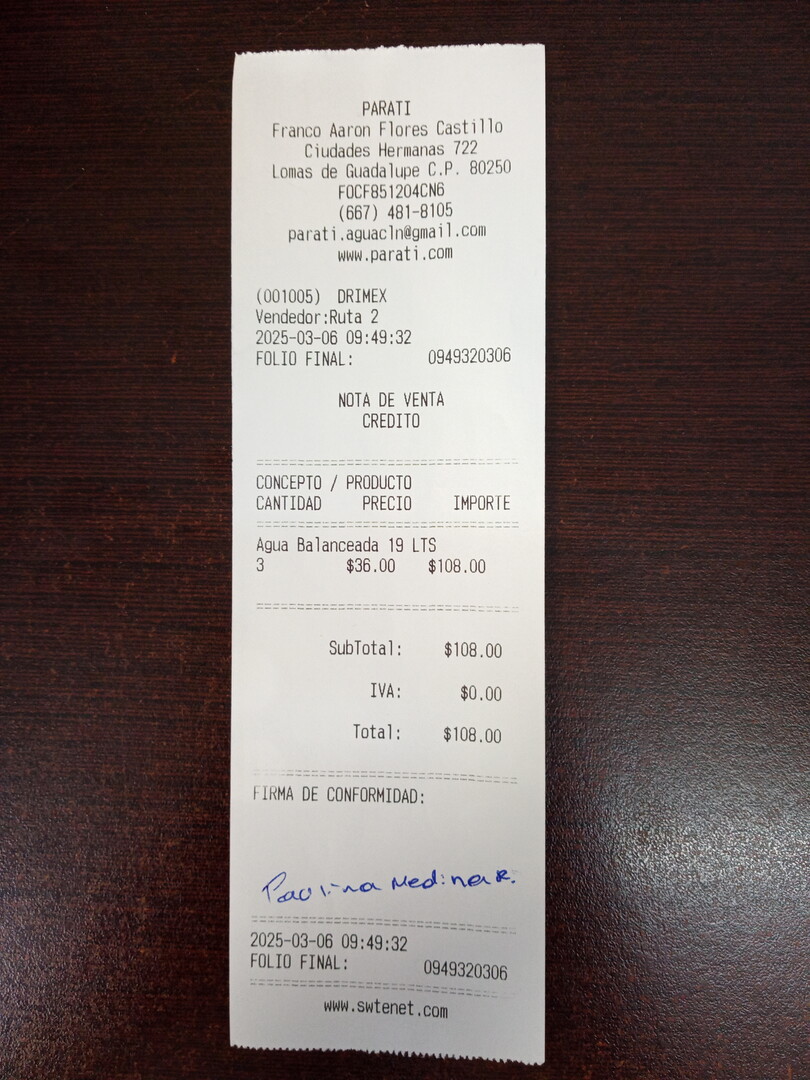 PARATI
Franco Aaron Flores Castillo
Ciudades Hermanas 722
Lomas de Guadalupe C.P. 80250
FOCF851204CN6
(667) 481-8105
parati.aguacln@gmail.com
www.parati.com
(001005) DRIMEX
Vendedor:Ruta 2
2025-03-06 09:49:32
FOLIO FINAL: 0949320306
NOTA DE VENTA
CREDITO
CONCEPTO / PRODUCTO
CANTIDAD PRECIO IMPORTE
Agua Balanceada 19 LTS
3 $36.00 $108.00
SubTotal: $108.00
IVA: $0.00
Total: $108.00
FIRMA DE CONFORMIDAD:
Paulina Medina R.
2025-03-06 09:49:32
FOLIO FINAL: 0949320306
www.swtenet.com